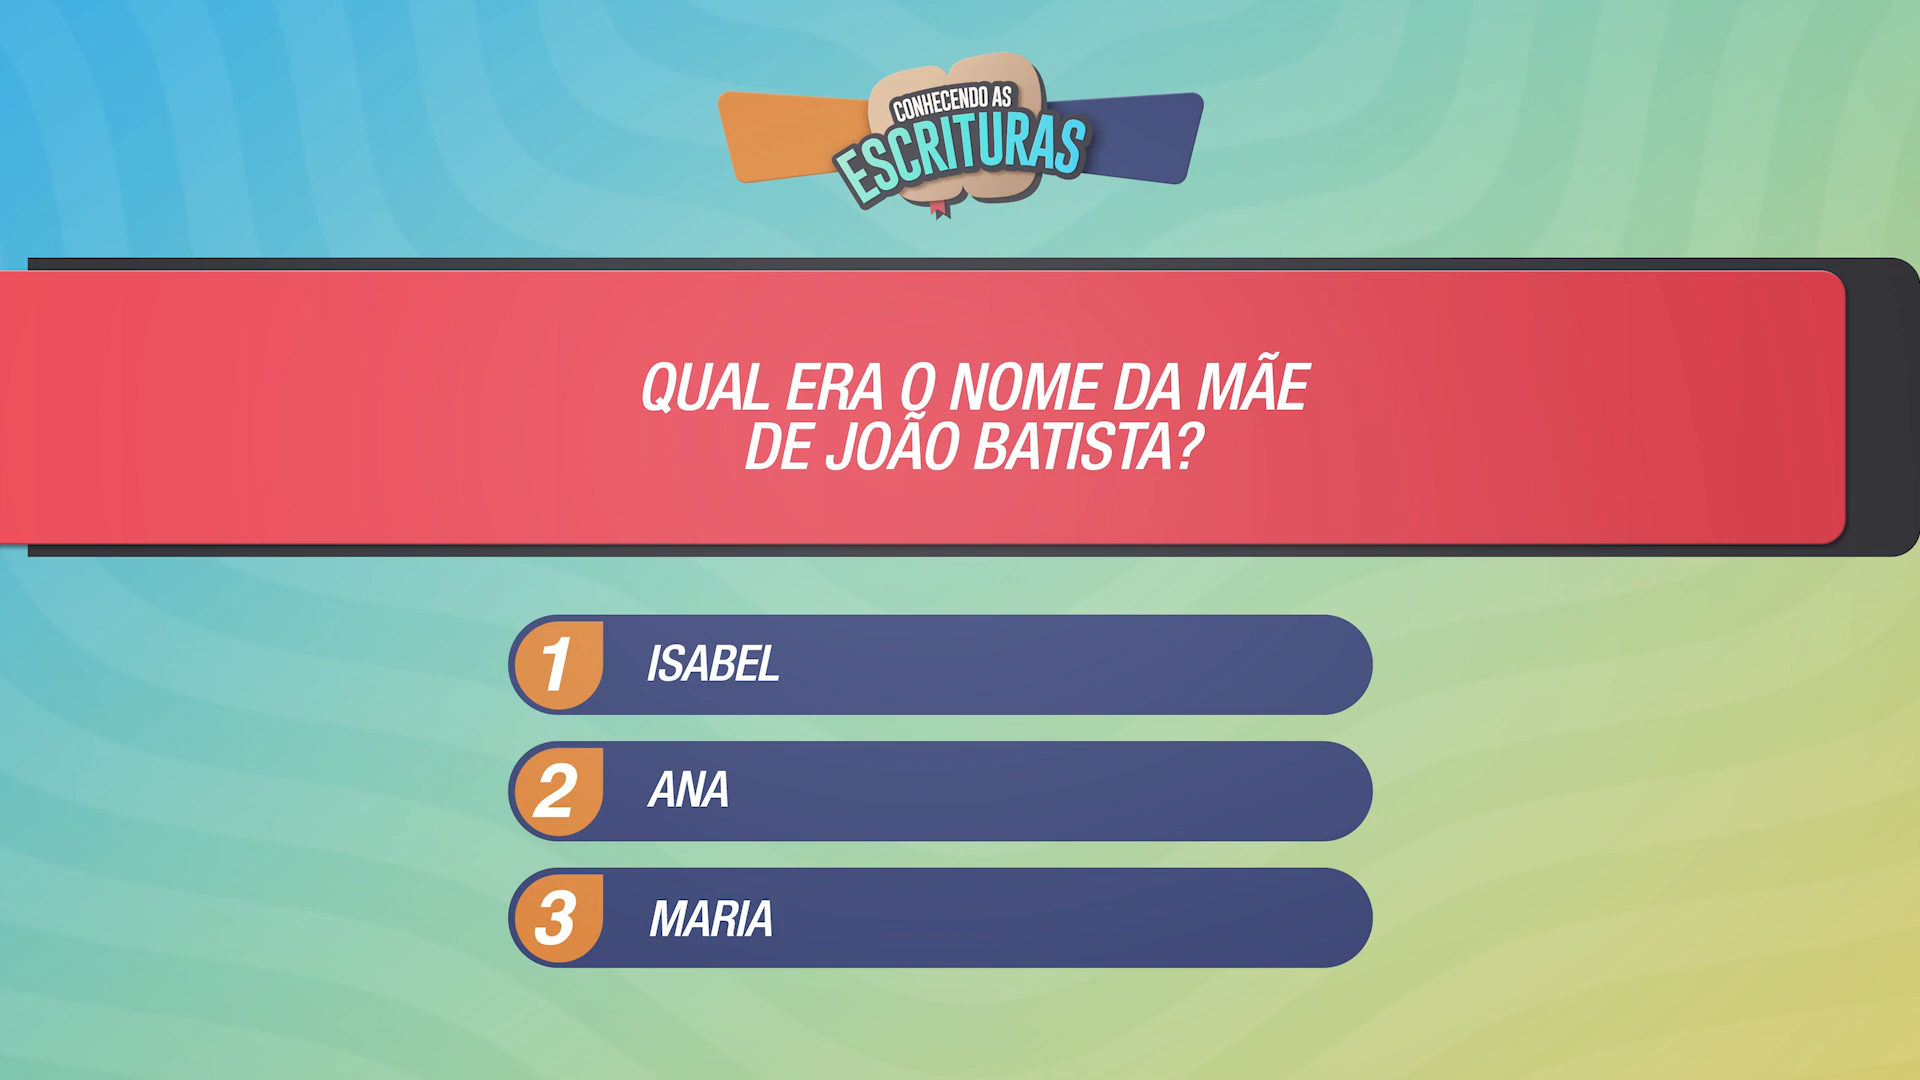 CONHECENDO AS
ESCRITURAS
QUAL ERA O NOME DA MÃE
DE JOÃO BATISTA?
1 ISABEL
2 ANA
3 MARIA